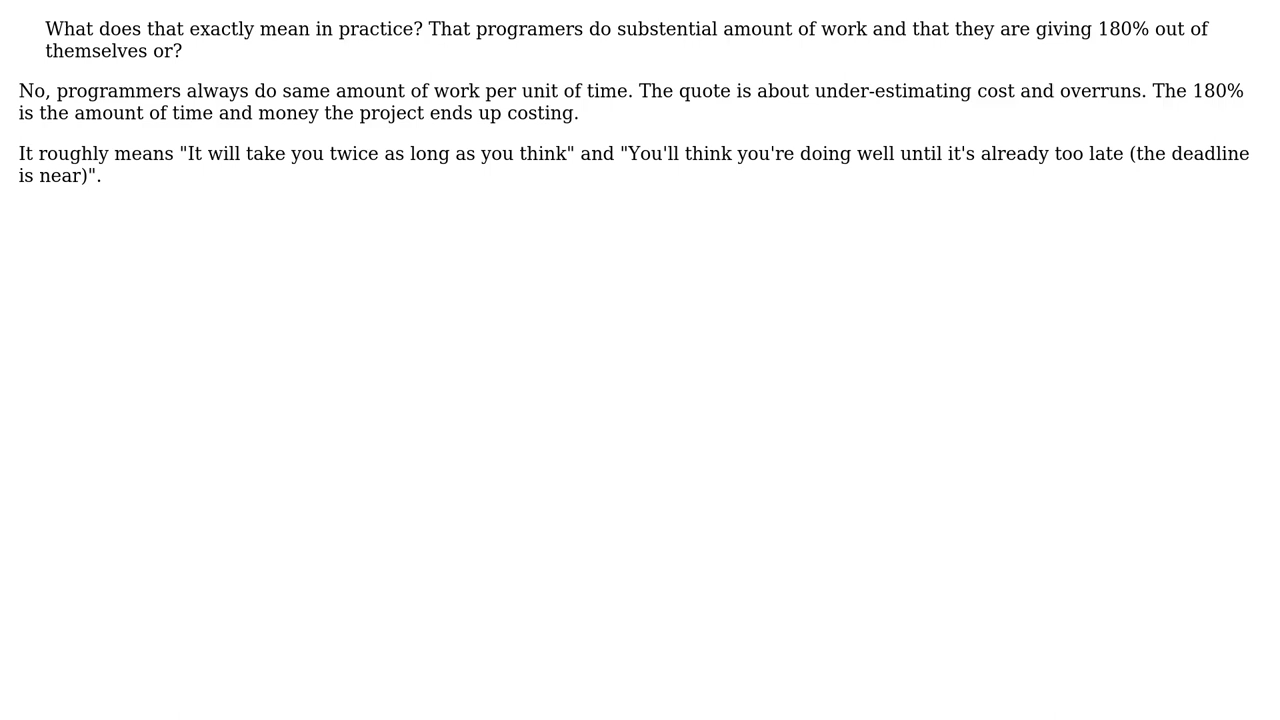 What does that exactly mean in practice? That programers do substential amount of work and that they are giving 180% out of
themselves or?
No, programmers always do same amount of work per unit of time. The quote is about under-estimating cost and overruns. The 180%
is the amount of time and money the project ends up costing.
It roughly means "It will take you twice as long as you think" and "You'll think you're doing well until it's already too late (the deadline
is near)".